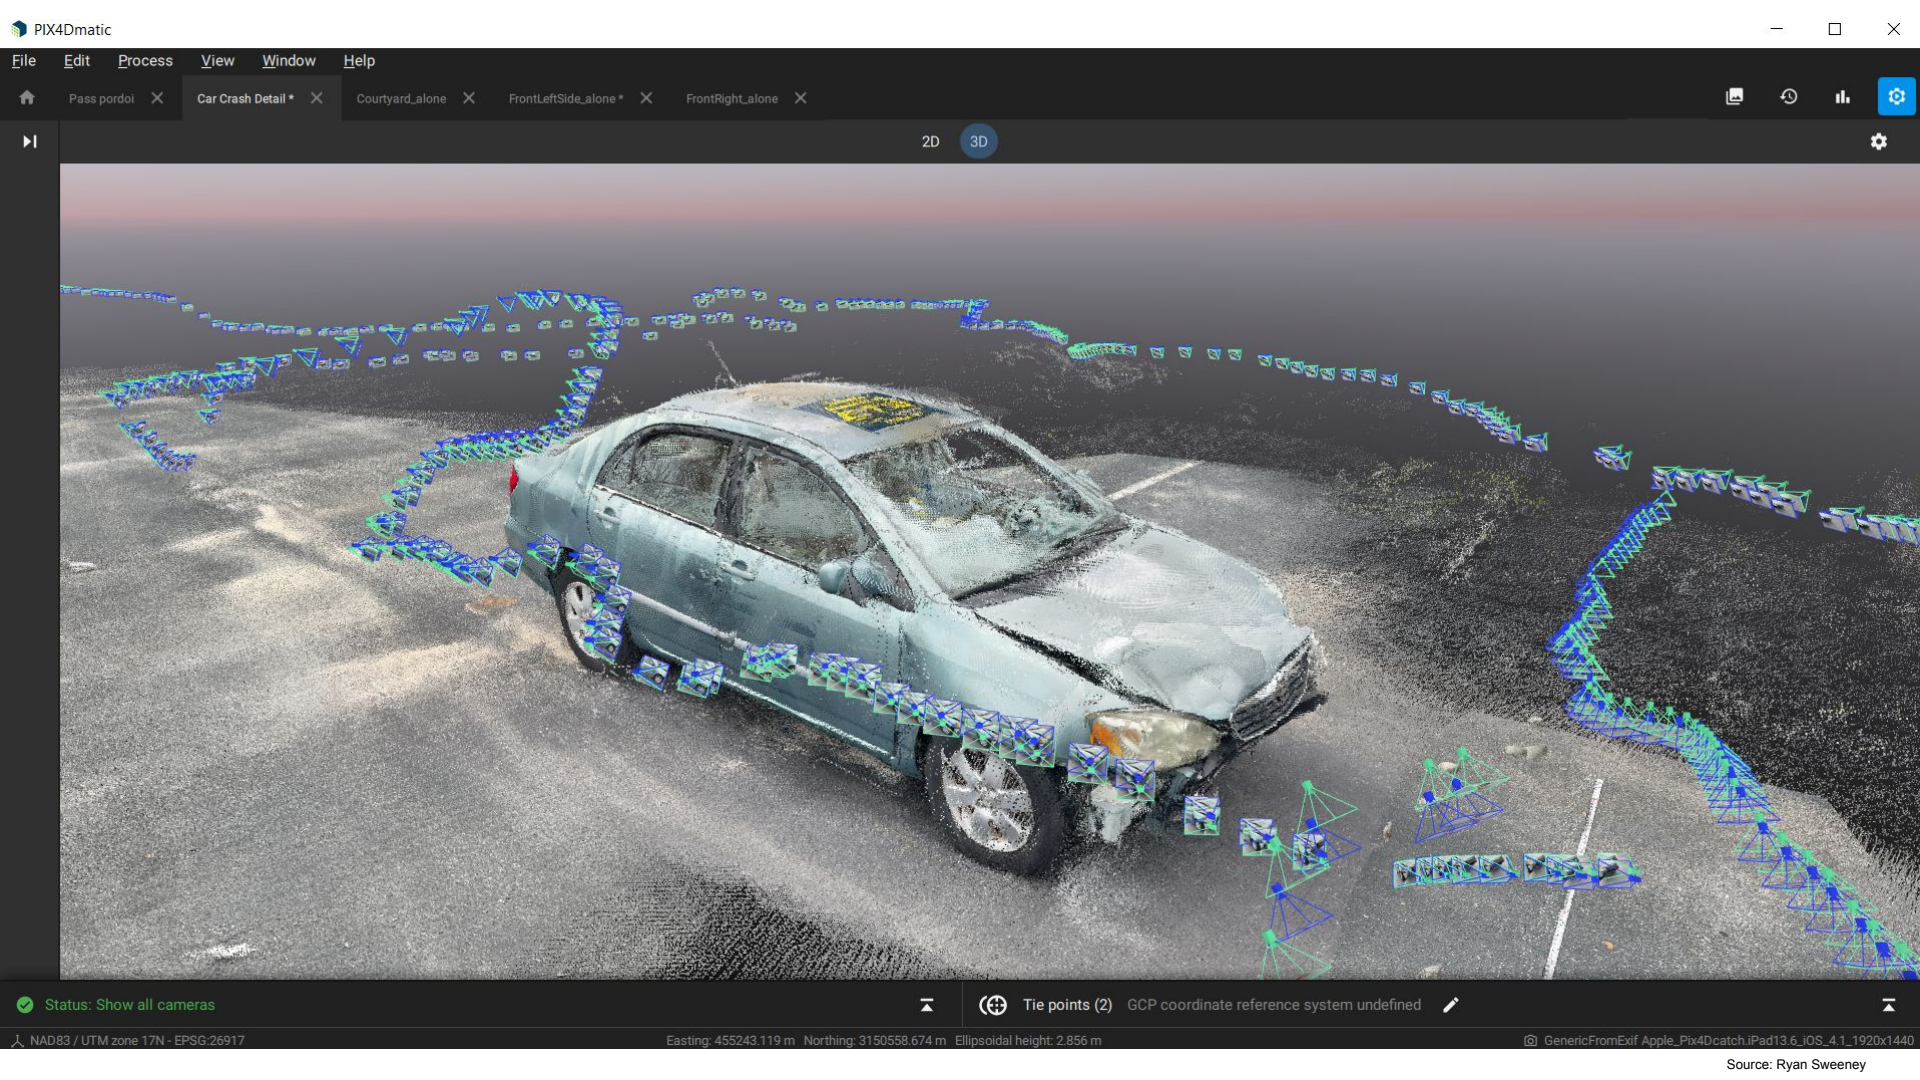 PIX4Dmatic
File Edit Process View Window Help
Pass pordoi Car Crash Detail * Courtyard_alone FrontLeftSide_alone * FrontRight_alone
2D 3D
Status: Show all cameras Tie points (2) GCP coordinate reference system undefined
NAD83 / UTM zone 17N - EPSG:26917 Easting: 455243.119 m Northing: 3150558.674 m Ellipsoidal height: 2.856 m GenericFromExif Apple_Pix4Dcatch.iPad13.6_iOS_4.1_1920x1440
Source: Ryan Sweeney